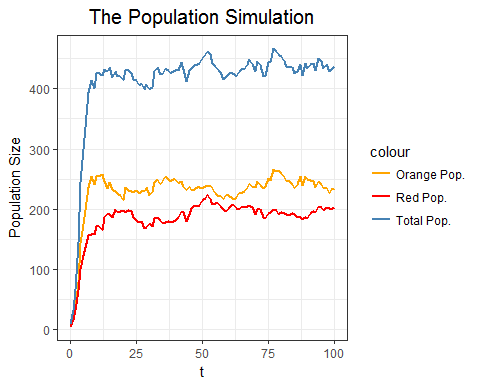 The Population Simulation
Population Size
400
300
200
100
0
0 25 50 75 100
t
colour
Orange Pop.
Red Pop.
Total Pop.